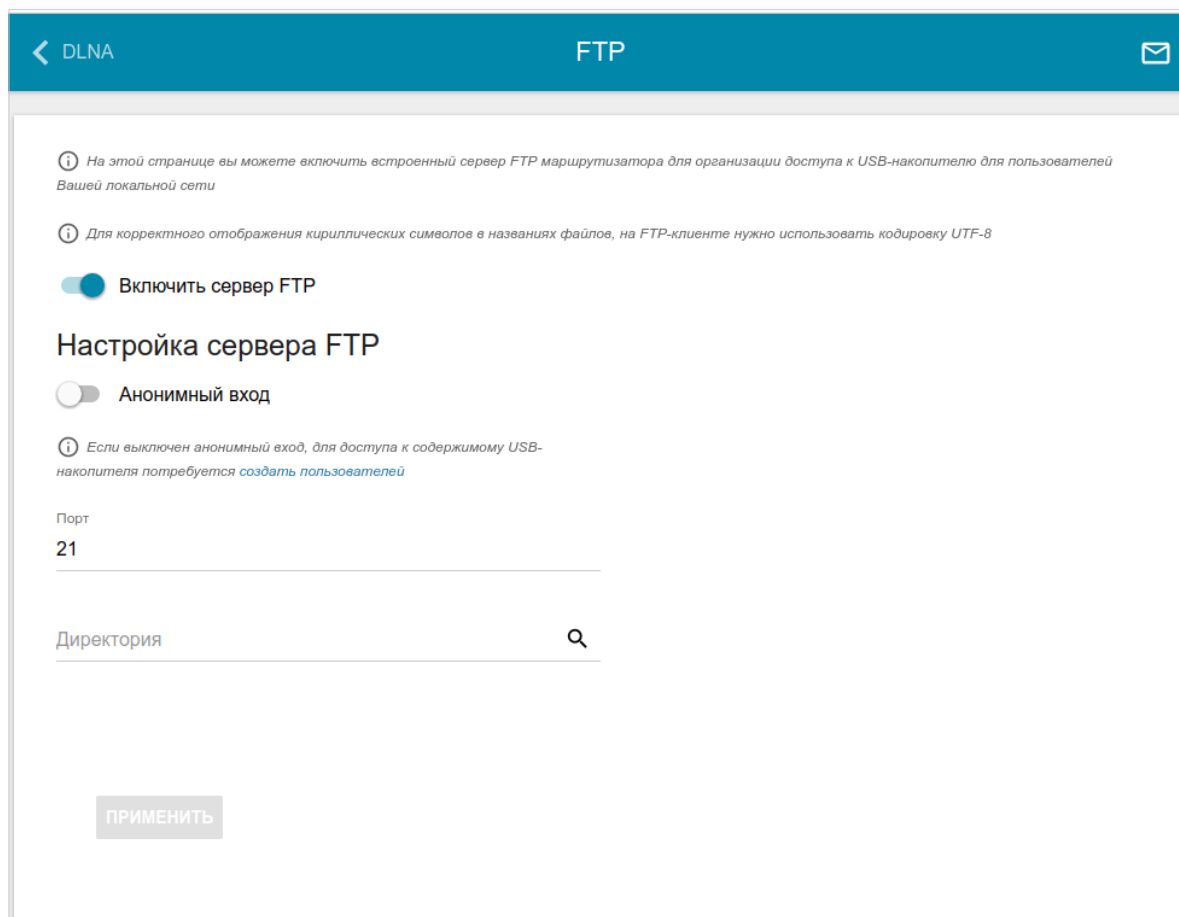 DLNA
FTP
На этой странице вы можете включить встроенный сервер FTP маршрутизатора для организации доступа к USB-накопителю для пользователей
Вашей локальной сети
Для корректного отображения кириллических символов в названиях файлов, на FTP-клиенте нужно использовать кодировку UTF-8
Включить сервер FTP
Настройка сервера FTP
Анонимный вход
Если выключен анонимный вход, для доступа к содержимому USB-
накопителя потребуется создать пользователей
Порт
21
Директория
ПРИМЕНИТЬ